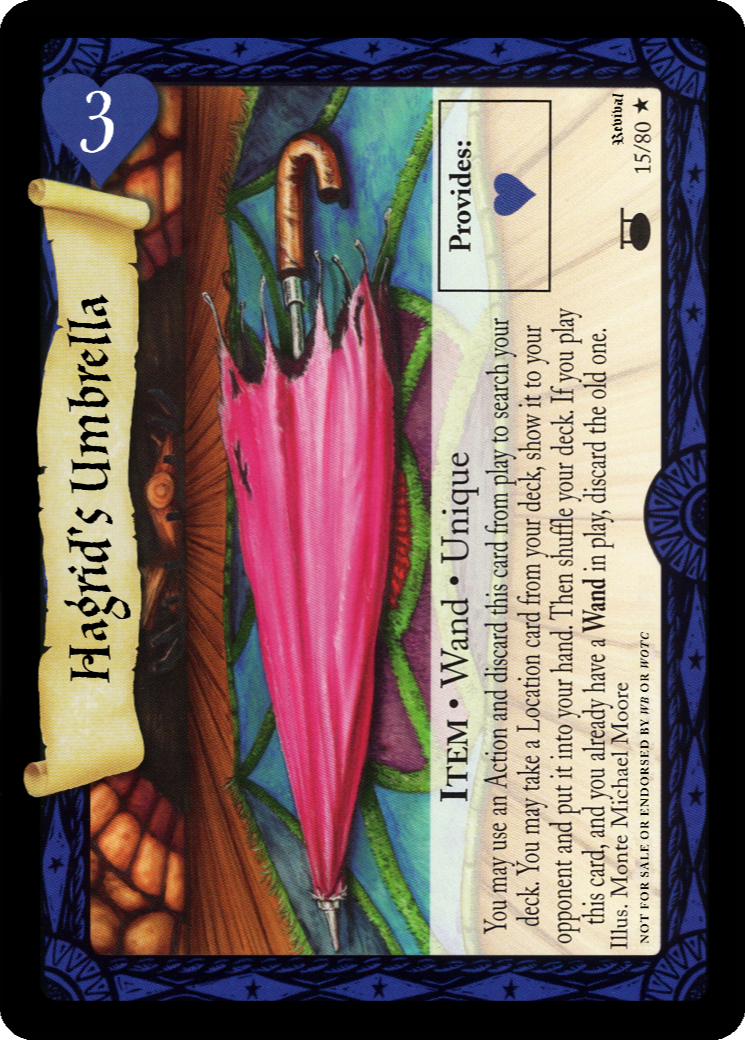 3
Hagrid's Umbrella
ITEM • Wand • Unique
Provides:
You may use an Action and discard this card from play to search your
deck. You may take a Location card from your deck, show it to your
opponent and put it into your hand. Then shuffle your deck. If you play
this card, and you already have a Wand in play, discard the old one.
Illus. Monte Michael Moore
NOT FOR SALE OR ENDORSED BY WB OR WOTC
Revival
15/80 ★